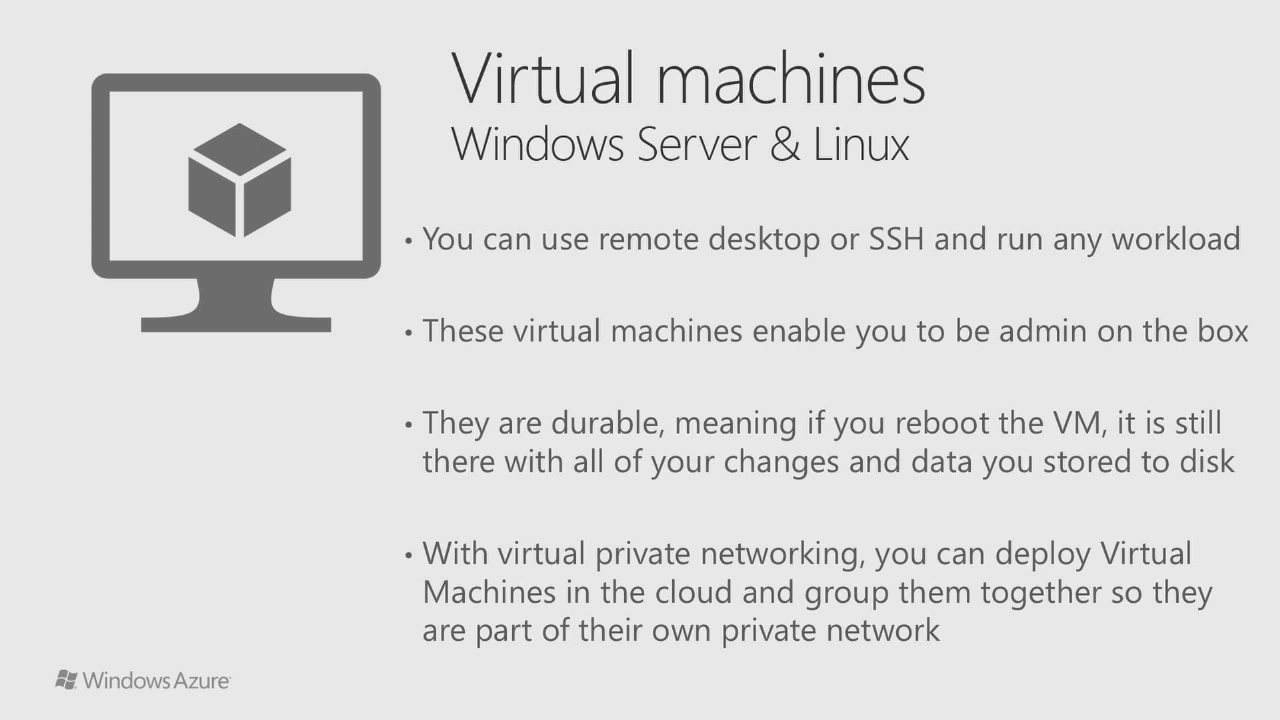 Virtual machines
Windows Server & Linux
• You can use remote desktop or SSH and run any workload
• These virtual machines enable you to be admin on the box
• They are durable, meaning if you reboot the VM, it is still
there with all of your changes and data you stored to disk
• With virtual private networking, you can deploy Virtual
Machines in the cloud and group them together so they
are part of their own private network
Windows Azure